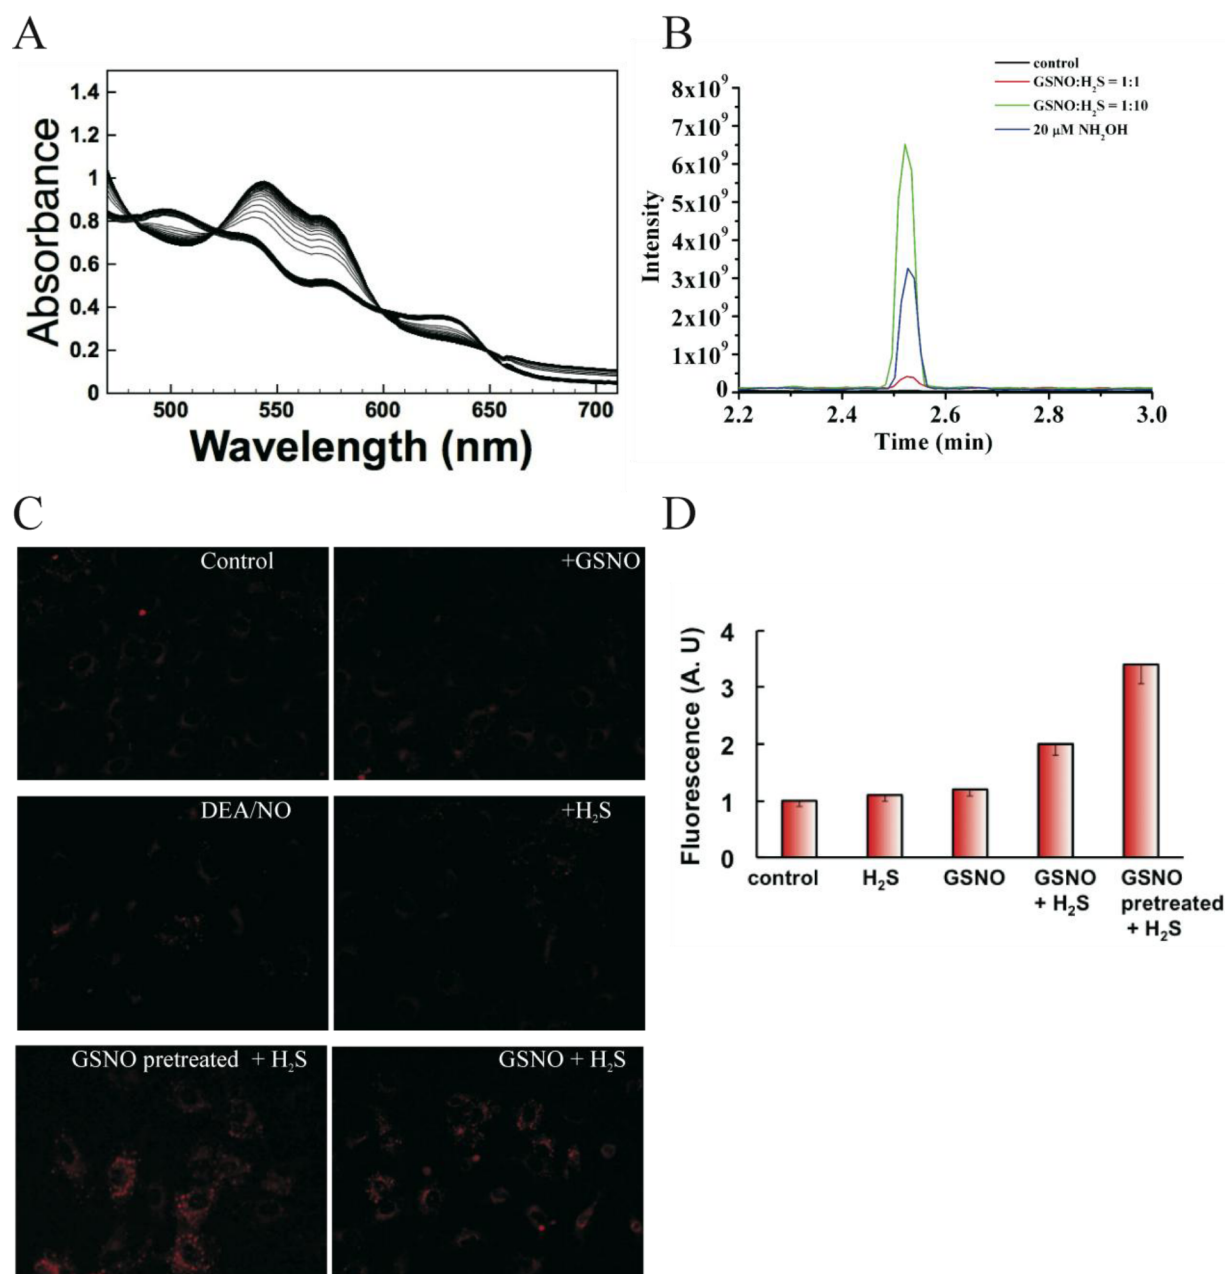 A
1.4
1.2
1
0.8
0.6
0.4
0.2
0
Absorbance
500
550
600
650
700
Wavelength (nm)
B
control
GSNO:H₂S = 1:1
GSNO:H₂S = 1:10
20 µM NH₂OH
8x10⁹
7x10⁹
6x10⁹
5x10⁹
4x10⁹
3x10⁹
2x10⁹
1x10⁹
0
Intensity
2.2
2.4
2.6
2.8
3.0
Time (min)
C
Control
+GSNO
DEA/NO
+H₂S
GSNO pretreated + H₂S
GSNO + H₂S
D
4
3
2
1
0
Fluorescence (A. U)
control
H₂S
GSNO
GSNO
+ H₂S
GSNO
pretreated
+ H₂S